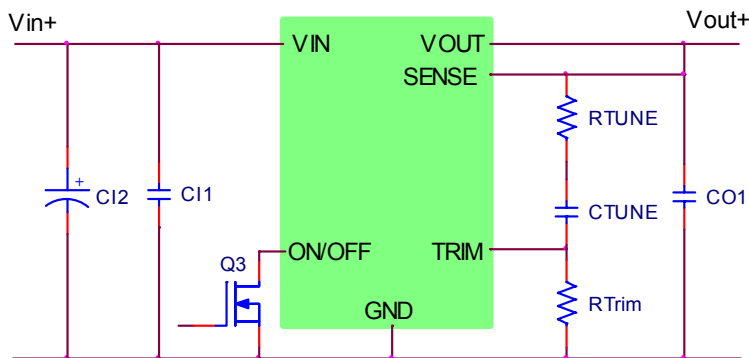 Vin+
Vout+
VIN
VOUT
SENSE
RTUNE
+
CI2
CI1
CTUNE
CO1
ON/OFF
TRIM
Q3
RTrim
GND